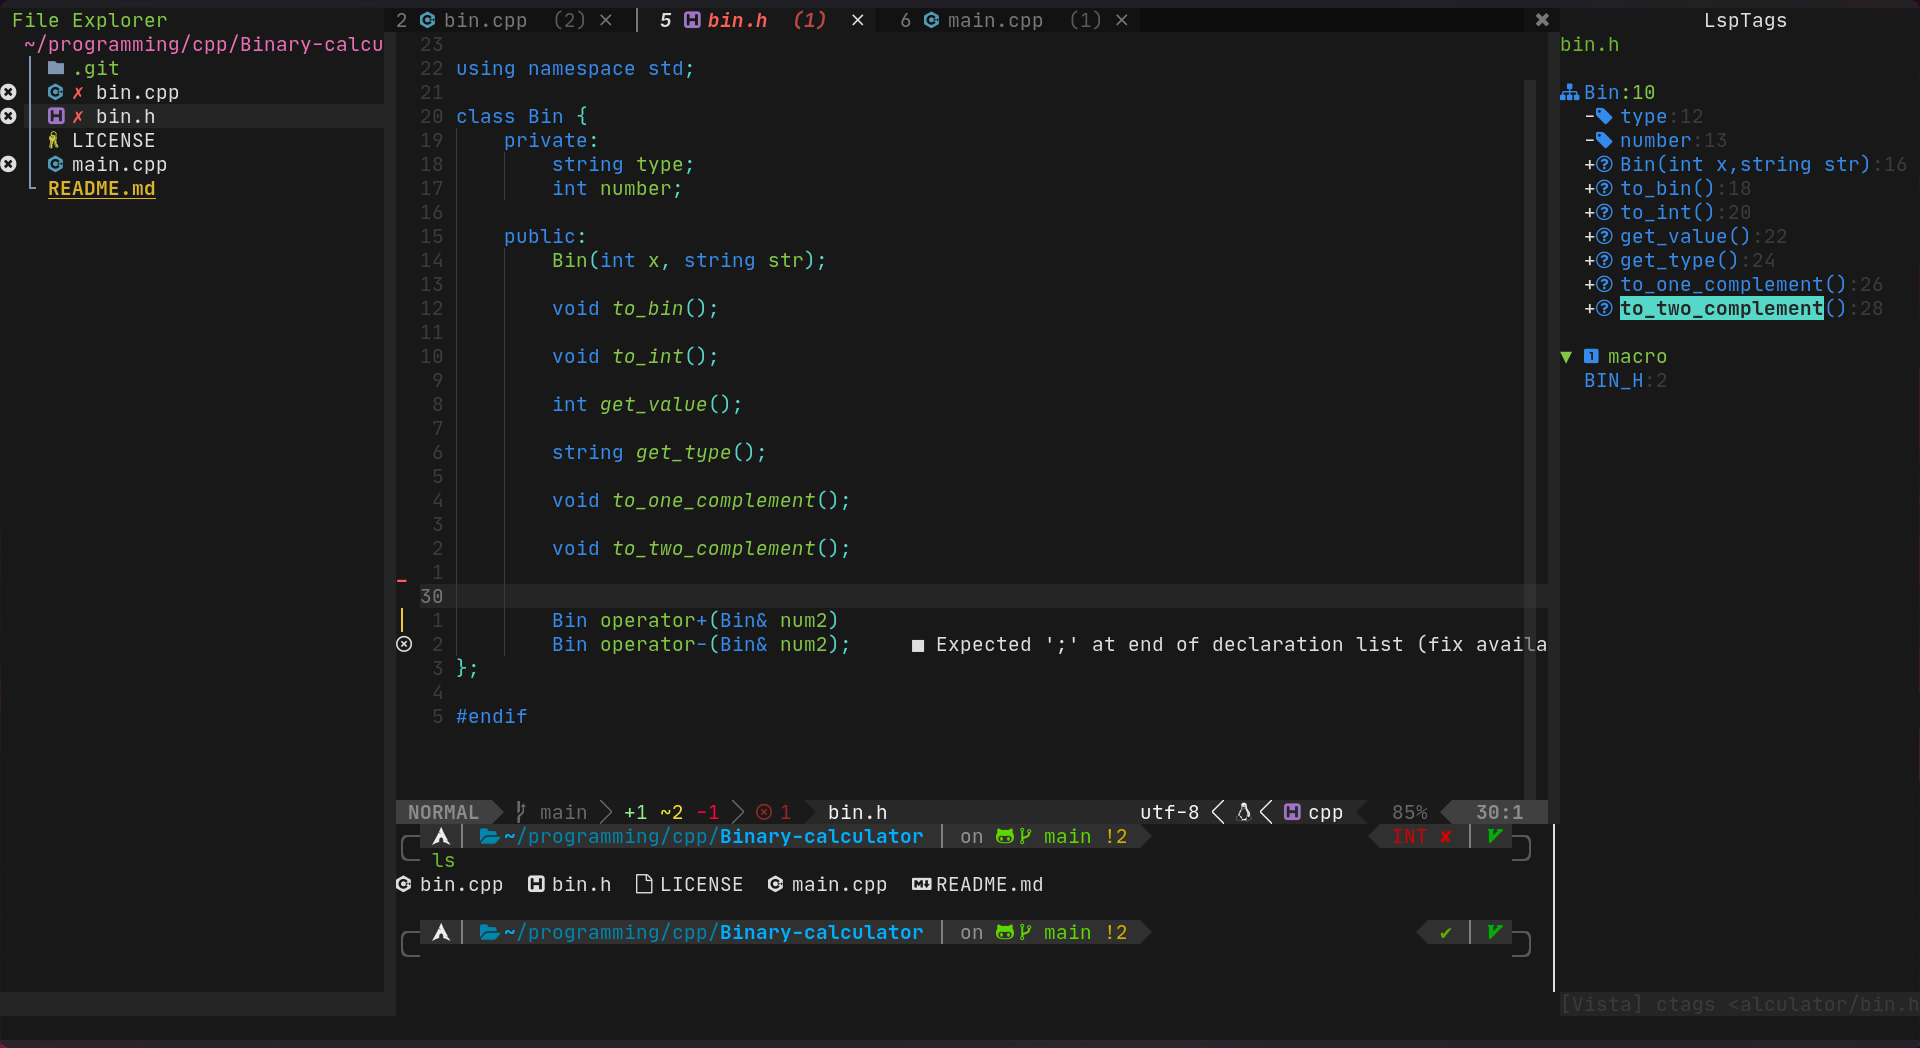 File Explorer
~/programming/cpp/Binary-calcu
.git
✗ bin.cpp
✗ bin.h
LICENSE
main.cpp
README.md
2 bin.cpp (2) ×
5 bin.h (1) ×
6 main.cpp (1) ×
23
22 using namespace std;
21
20 class Bin {
19 private:
18 string type;
17 int number;
16
15 public:
14 Bin(int x, string str);
13
12 void to_bin();
11
10 void to_int();
9
8 int get_value();
7
6 string get_type();
5
4 void to_one_complement();
3
2 void to_two_complement();
1
30
1 Bin operator+(Bin& num2)
2 Bin operator-(Bin& num2); ■ Expected ';' at end of declaration list (fix availa
3 };
4
5 #endif
NORMAL main +1 ~2 -1 1 bin.h utf-8 cpp 85% 30:1
~/programming/cpp/Binary-calculator on main !2 INT ✘
ls
bin.cpp bin.h LICENSE main.cpp README.md
~/programming/cpp/Binary-calculator on main !2 ✔
LspTags
bin.h
Bin:10
-type:12
-number:13
+Bin(int x,string str):16
+to_bin():18
+to_int():20
+get_value():22
+get_type():24
+to_one_complement():26
+to_two_complement():28
▼ 1 macro
BIN_H:2
[Vista] ctags <alculator/bin.h